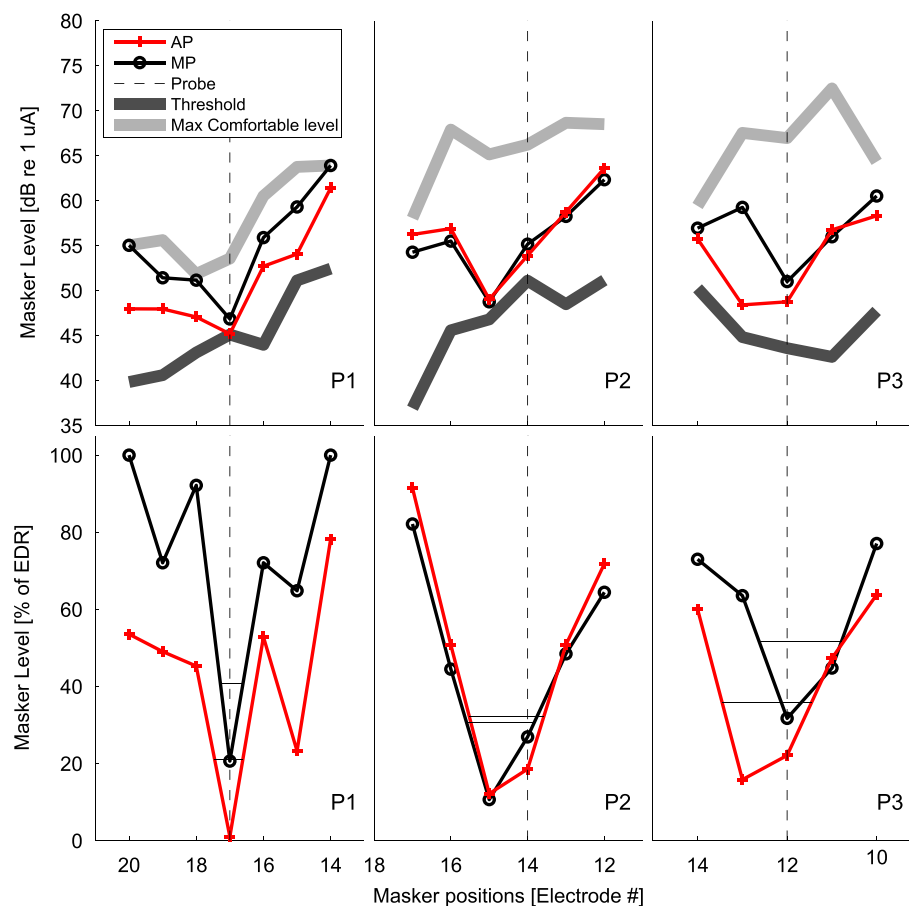 80
75
70
65
60
55
50
45
40
35
Masker Level [dB re 1 uA]
AP
MP
Probe
Threshold
Max Comfortable level
P1
P2
P3
100
80
60
40
20
0
Masker Level [% of EDR]
P1
P2
P3
20 18 16 14 18 16 14 12 14 12 10
Masker positions [Electrode #]